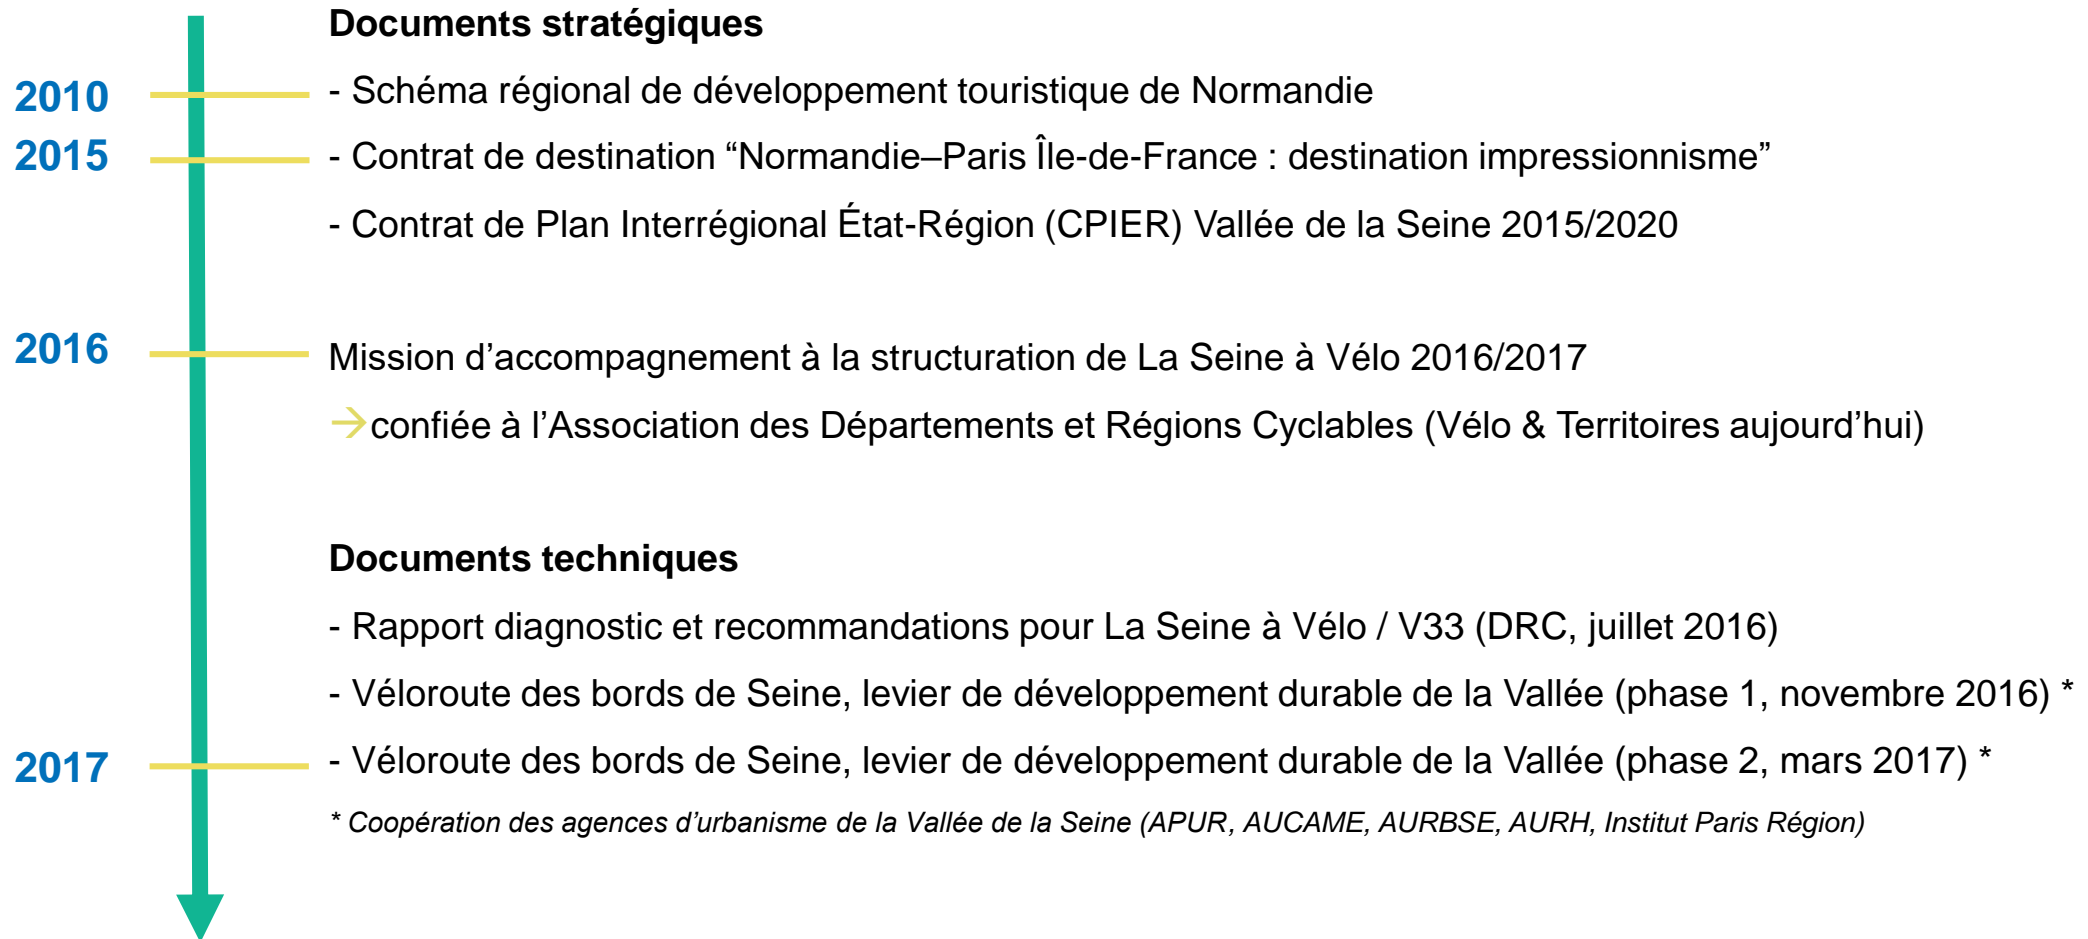 Documents stratégiques
2010
- Schéma régional de développement touristique de Normandie
2015
- Contrat de destination “Normandie–Paris Île-de-France : destination impressionnisme”
- Contrat de Plan Interrégional État-Région (CPIER) Vallée de la Seine 2015/2020
2016
Mission d’accompagnement à la structuration de La Seine à Vélo 2016/2017
→confiée à l’Association des Départements et Régions Cyclables (Vélo & Territoires aujourd’hui)
Documents techniques
- Rapport diagnostic et recommandations pour La Seine à Vélo / V33 (DRC, juillet 2016)
- Véloroute des bords de Seine, levier de développement durable de la Vallée (phase 1, novembre 2016) *
2017
- Véloroute des bords de Seine, levier de développement durable de la Vallée (phase 2, mars 2017) *
* Coopération des agences d’urbanisme de la Vallée de la Seine (APUR, AUCAME, AURBSE, AURH, Institut Paris Région)